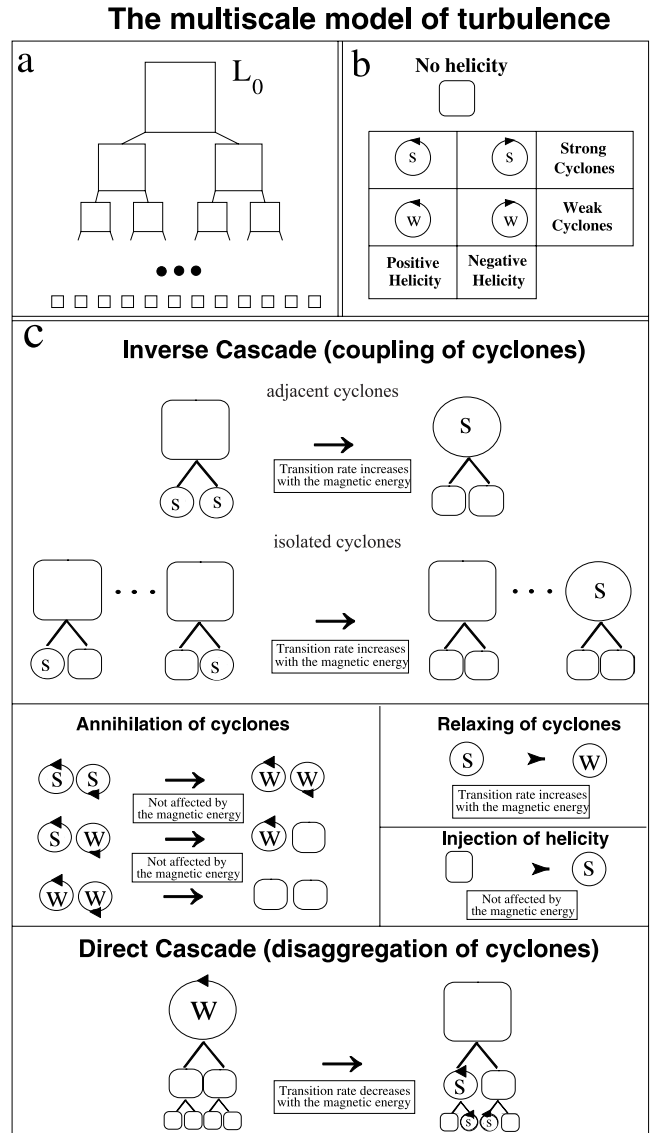 The multiscale model of turbulence
a
L0
b
No helicity
S
S
Strong
Cyclones
W
W
Weak
Cyclones
Positive
Helicity
Negative
Helicity
c
Inverse Cascade (coupling of cyclones)
adjacent cyclones
S
S
Transition rate increases
with the magnetic energy
S
isolated cyclones
S
S
Transition rate increases
with the magnetic energy
S
Annihilation of cyclones
S
S
W
W
Not affected by
the magnetic energy
S
W
W
Not affected by
the magnetic energy
W
W
Relaxing of cyclones
S
W
Transition rate increases
with the magnetic energy
Injection of helicity
S
Not affected by
the magnetic energy
Direct Cascade (disaggregation of cyclones)
W
Transition rate decreases
with the magnetic energy
S
S
S